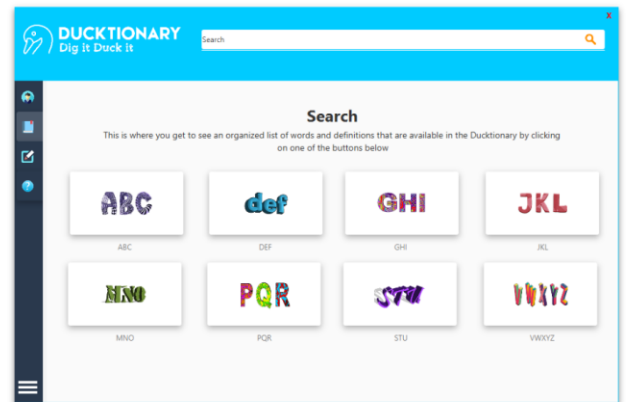 x
DUCKTIONARY
Dig it Duck it
Search
Search
This is where you get to see an organized list of words and definitions that are available in the Ducktionary by clicking
on one of the buttons below
ABC def GHI JKL
ABC DEF GHI JKL
MNO PQR STU VWXYZ
MNO PQR STU VWXYZ